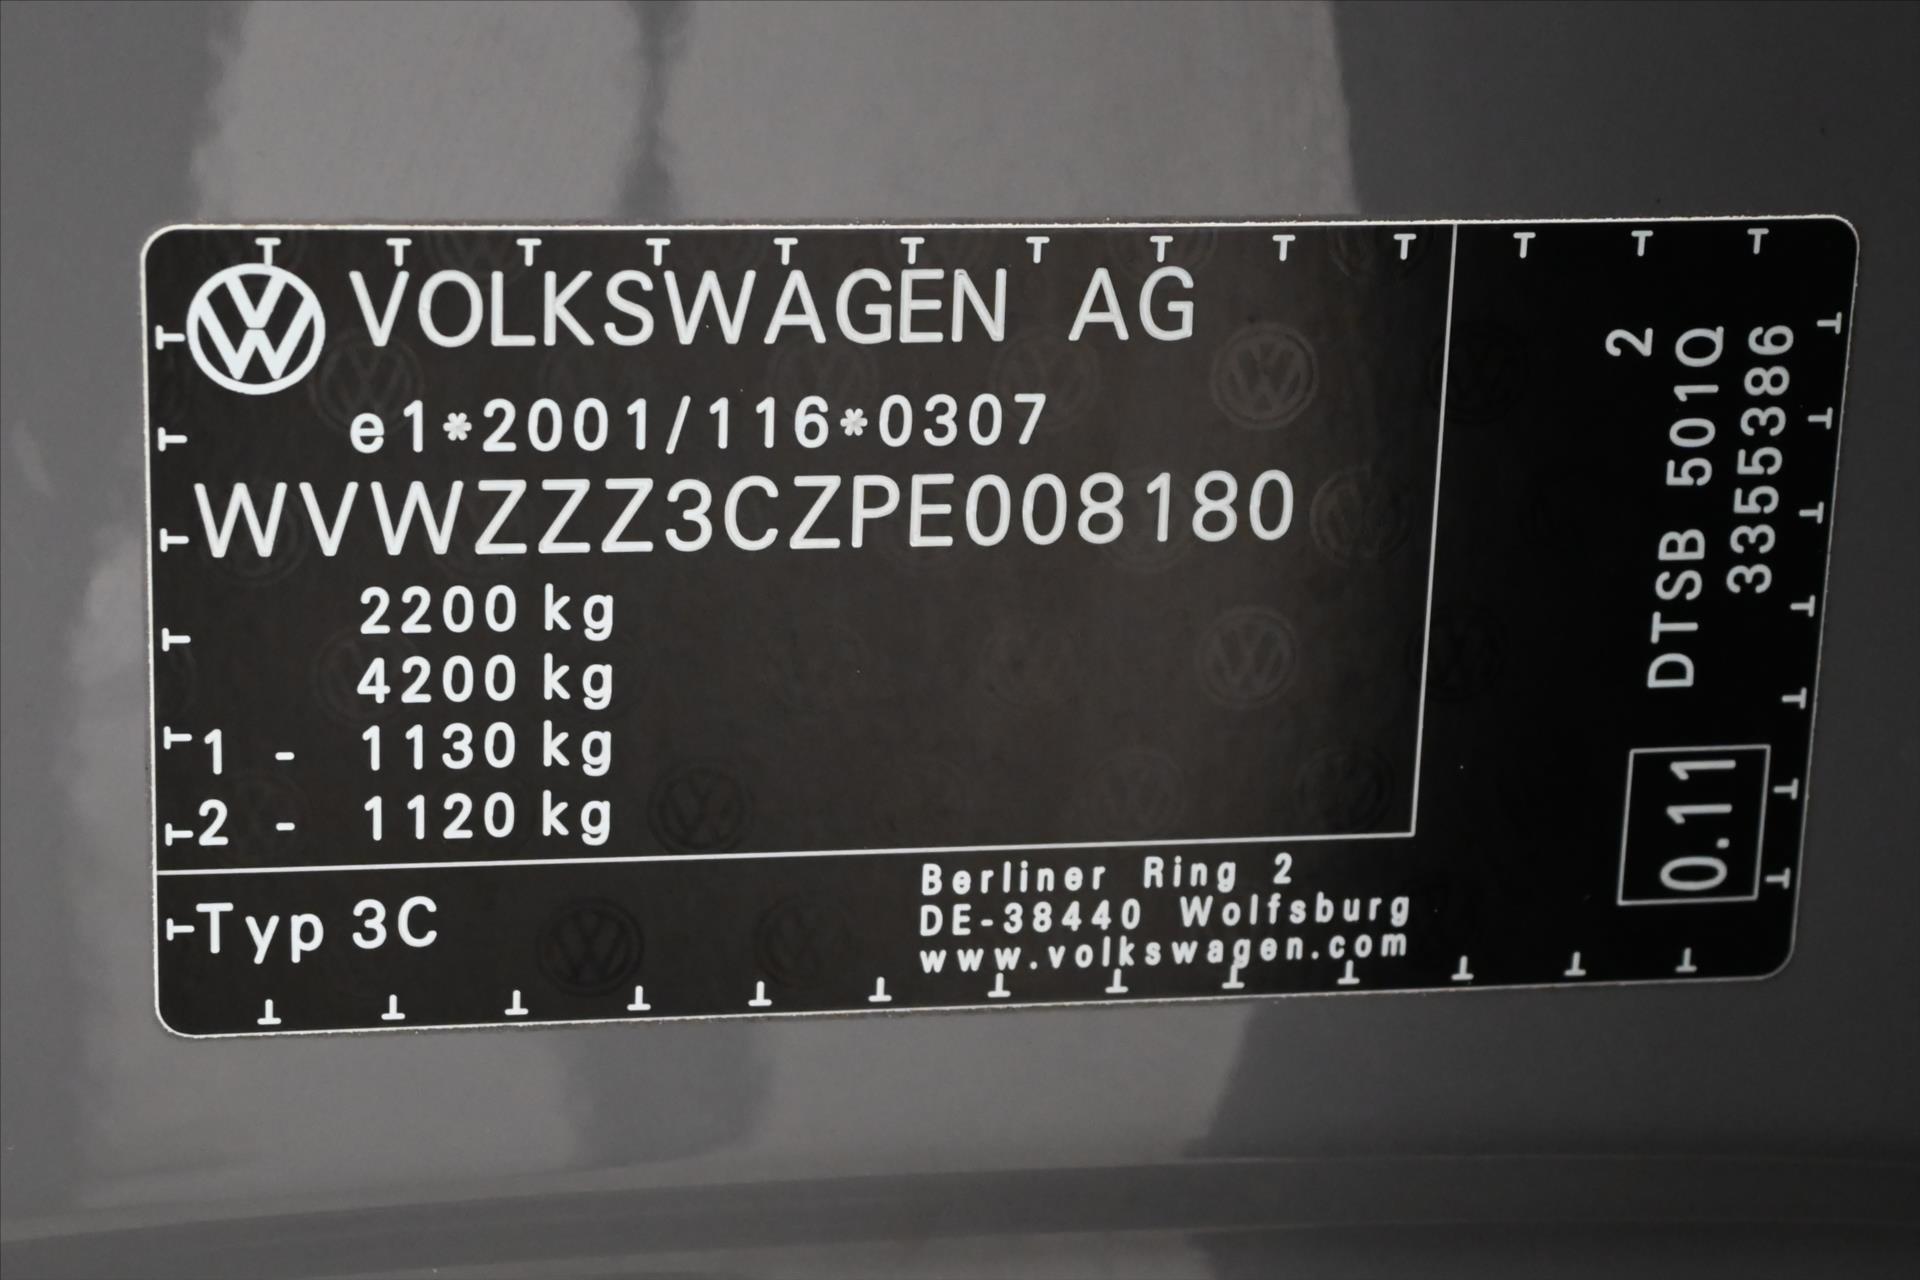 VOLKSWAGEN AG
e1*2001/116*0307
WVWZZZ3CZPE008180
2200 kg
4200 kg
1 - 1130 kg
2 - 1120 kg
Typ 3C
Berliner Ring 2
DE-38440 Wolfsburg
www.volkswagen.com
0.11
2
DTSB 501Q
3355386